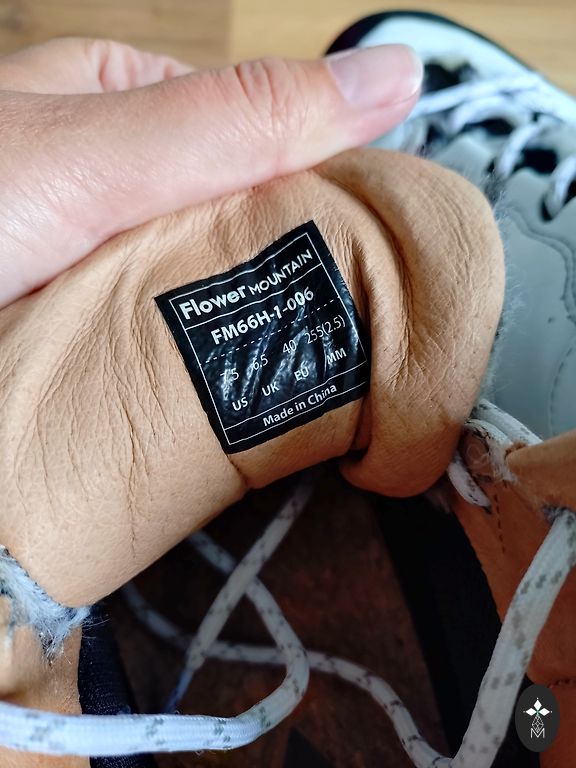 Flower MOUNTAIN
FM66H-1-006
7.5 6.5 40 255(2.5)
US UK EU MM
Made in China
M